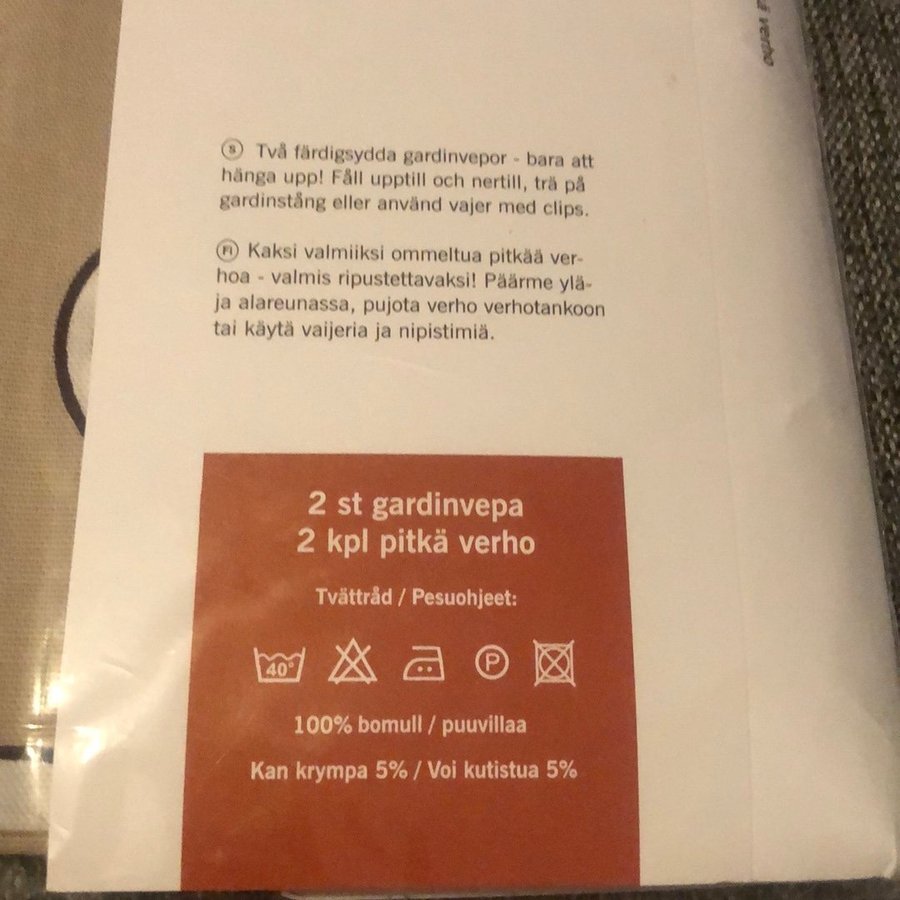 verho
S Två färdigsydda gardinvepor - bara att
hänga upp! Fåll upptill och nertill, trä på
gardinstång eller använd vajer med clips.
FI Kaksi valmiiksi ommeltua pitkää ver-
hoa - valmis ripustettavaksi! Päärme ylä-
ja alareunassa, pujota verho verhotankoon
tai käytä vaijeria ja nipistimiä.
2 st gardinvepa
2 kpl pitkä verho
Tvättråd / Pesuohjeet:
40° P
100% bomull / puuvillaa
Kan krympa 5% / Voi kutistua 5%